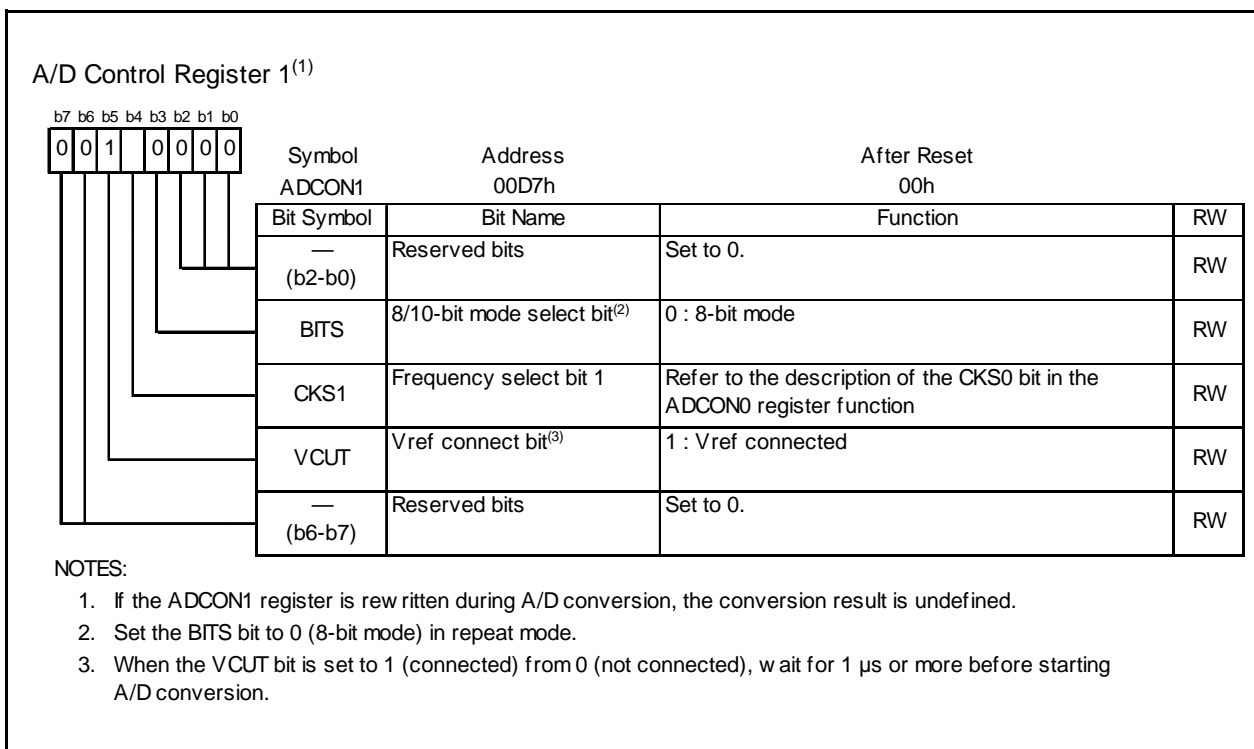 A/D Control Register 1(1)
b7 b6 b5 b4 b3 b2 b1 b0
0 0 1 0 0 0 0
Symbol Address After Reset
ADCON1 00D7h 00h
Bit Symbol Bit Name Function RW
—
(b2-b0)
Reserved bits
Set to 0.
RW
BITS
8/10-bit mode select bit(2)
0 : 8-bit mode
RW
CKS1
Frequency select bit 1
Refer to the description of the CKS0 bit in the
ADCON0 register function
RW
VCUT
Vref connect bit(3)
1 : Vref connected
RW
—
(b6-b7)
Reserved bits
Set to 0.
RW
NOTES:
1. If the ADCON1 register is rewritten during A/D conversion, the conversion result is undefined.
2. Set the BITS bit to 0 (8-bit mode) in repeat mode.
3. When the VCUT bit is set to 1 (connected) from 0 (not connected), wait for 1 µs or more before starting
A/D conversion.